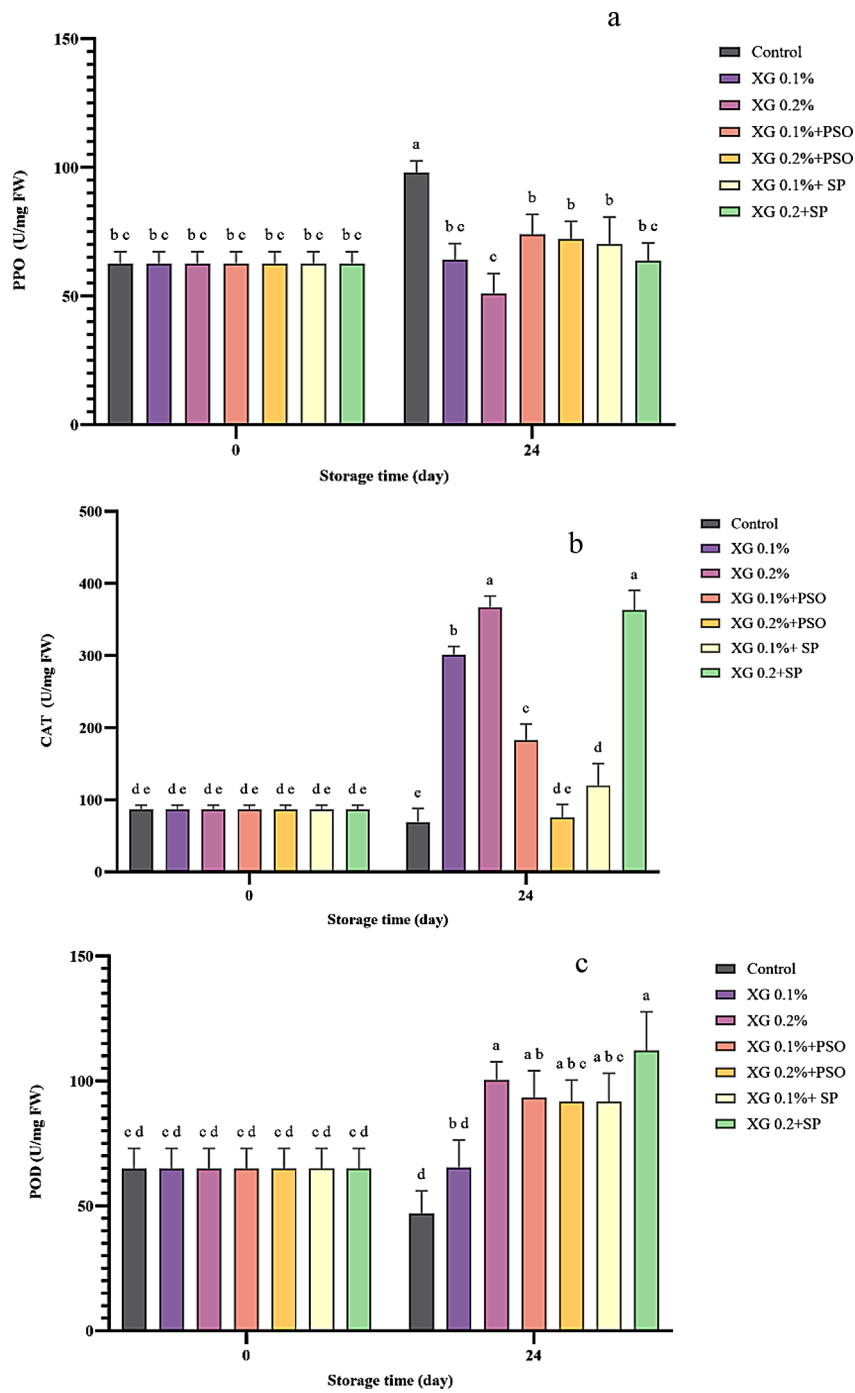 a
150
100
50
0
PPO (U/mg FW)
b c b c b c b c b c b c b c
a
b c
c
b
b
b
b c
0
24
Storage time (day)
Control
XG 0.1%
XG 0.2%
XG 0.1%+PSO
XG 0.2%+PSO
XG 0.1%+ SP
XG 0.2+SP
b
500
400
300
200
100
0
CAT (U/mg FW)
d e d e d e d e d e d e d e
e
b
a
c
d e
d
a
0
24
Storage time (day)
Control
XG 0.1%
XG 0.2%
XG 0.1%+PSO
XG 0.2%+PSO
XG 0.1%+ SP
XG 0.2+SP
c
150
100
50
0
POD (U/mg FW)
c d c d c d c d c d c d c d
d
b d
a
a b
a b c
a b c
a
0
24
Storage time (day)
Control
XG 0.1%
XG 0.2%
XG 0.1%+PSO
XG 0.2%+PSO
XG 0.1%+ SP
XG 0.2+SP